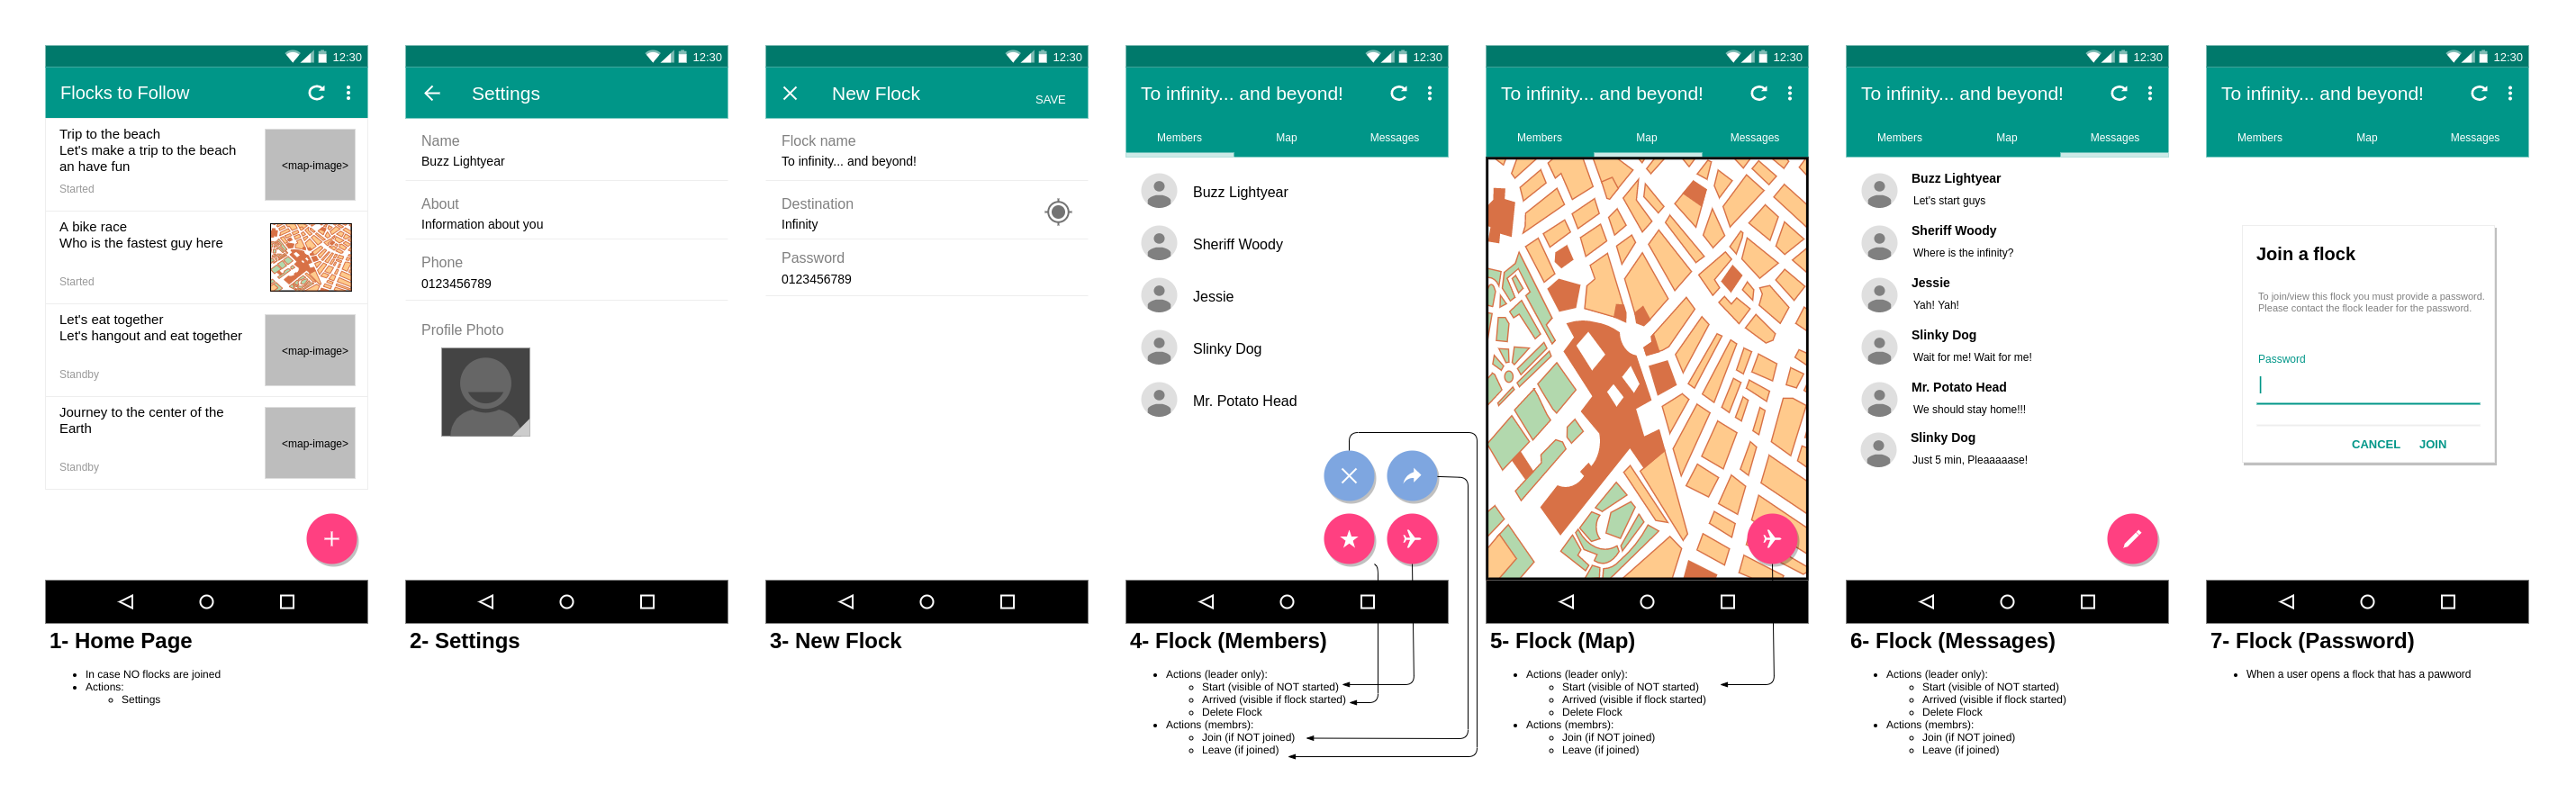 12:30
Flocks to Follow
Trip to the beach
Let's make a trip to the beach
an have fun
Started
<map-image>
A bike race
Who is the fastest guy here
Started
Let's eat together
Let's hangout and eat together
Standby
<map-image>
Journey to the center of the
Earth
Standby
<map-image>
1- Home Page
In case NO flocks are joined
Actions:
Settings
12:30
Settings
Name
Buzz Lightyear
About
Information about you
Phone
0123456789
Profile Photo
2- Settings
12:30
New Flock
SAVE
Flock name
To infinity... and beyond!
Destination
Infinity
Password
0123456789
3- New Flock
12:30
To infinity... and beyond!
Members Map Messages
Buzz Lightyear
Sheriff Woody
Jessie
Slinky Dog
Mr. Potato Head
4- Flock (Members)
Actions (leader only):
Start (visible of NOT started)
Arrived (visible if flock started)
Delete Flock
Actions (membrs):
Join (if NOT joined)
Leave (if joined)
12:30
To infinity... and beyond!
Members Map Messages
5- Flock (Map)
Actions (leader only):
Start (visible of NOT started)
Arrived (visible if flock started)
Delete Flock
Actions (membrs):
Join (if NOT joined)
Leave (if joined)
12:30
To infinity... and beyond!
Members Map Messages
Buzz Lightyear
Let's start guys
Sheriff Woody
Where is the infinity?
Jessie
Yah! Yah!
Slinky Dog
Wait for me! Wait for me!
Mr. Potato Head
We should stay home!!!
Slinky Dog
Just 5 min, Pleaaaaase!
6- Flock (Messages)
Actions (leader only):
Start (visible of NOT started)
Arrived (visible if flock started)
Delete Flock
Actions (membrs):
Join (if NOT joined)
Leave (if joined)
12:30
To infinity... and beyond!
Members Map Messages
Join a flock
To join/view this flock you must provide a password.
Please contact the flock leader for the password.
Password
CANCEL JOIN
7- Flock (Password)
When a user opens a flock that has a pawword